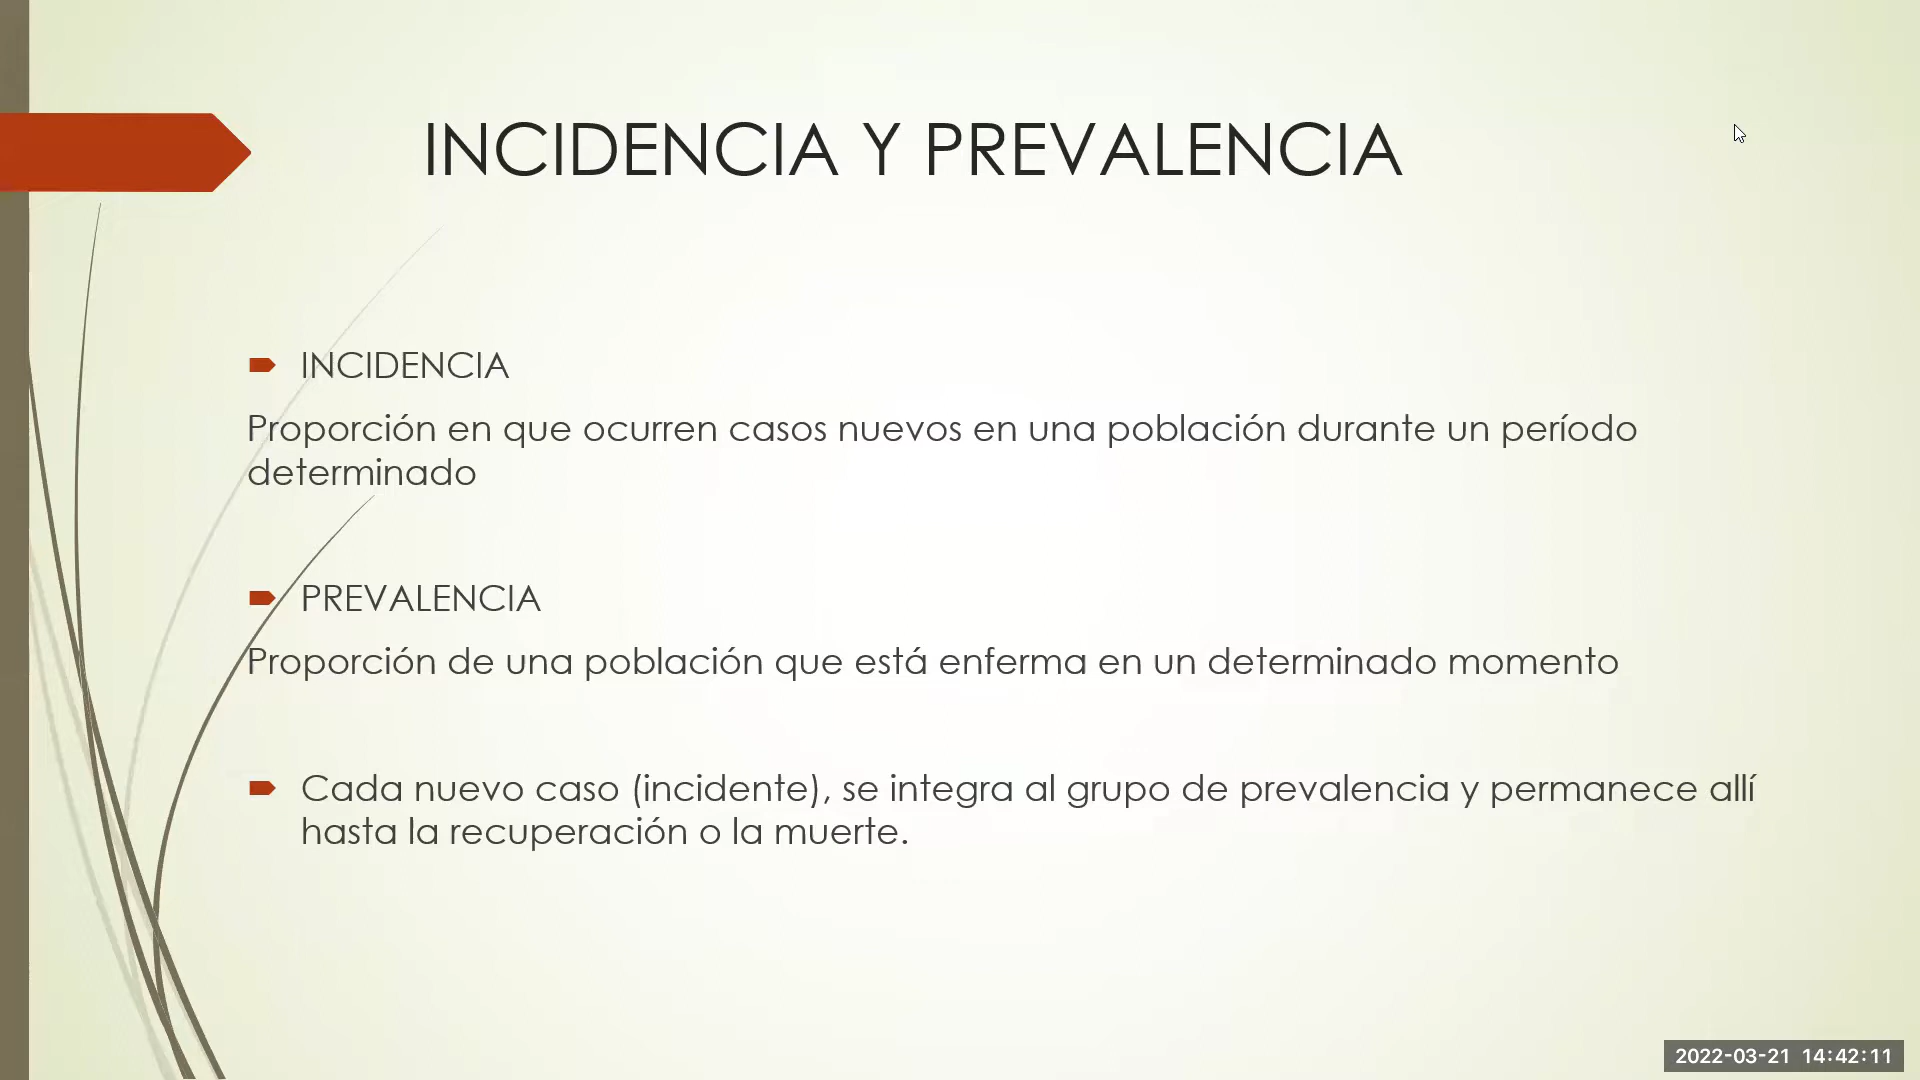 INCIDENCIA Y PREVALENCIA
INCIDENCIA
Proporción en que ocurren casos nuevos en una población durante un período
determinado
PREVALENCIA
Proporción de una población que está enferma en un determinado momento
Cada nuevo caso (incidente), se integra al grupo de prevalencia y permanece allí
hasta la recuperación o la muerte.
2022-03-21 14:42:11